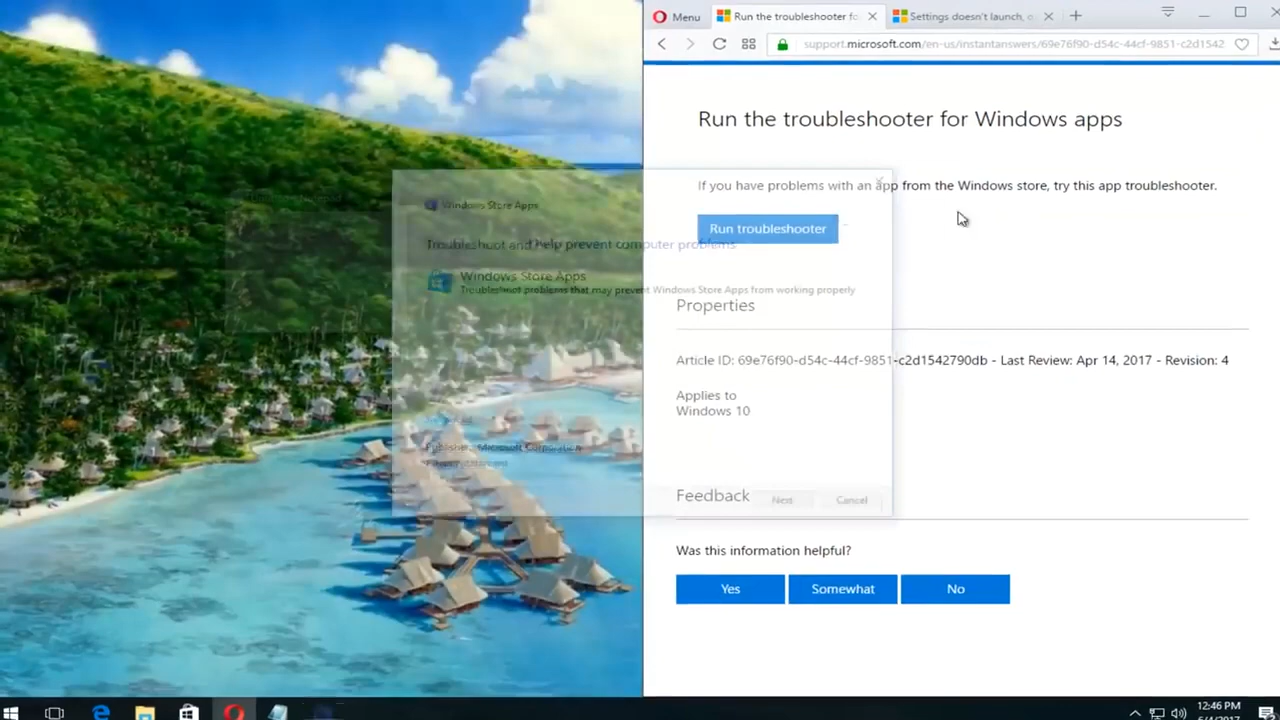 Menu
Run the troubleshooter fo
Settings doesn't launch, o
support.microsoft.com/en-us/instantanswers/69e76f90-d54c-44cf-9851-c2d1542
Run the troubleshooter for Windows apps
If you have problems with an app from the Windows store, try this app troubleshooter.
Run troubleshooter
Windows Store Apps
Troubleshoot and help prevent computer problems
Windows Store Apps
Troubleshoot problems that may prevent Windows Store Apps from working properly
Properties
Article ID: 69e76f90-d54c-44cf-9851-c2d1542790db - Last Review: Apr 14, 2017 - Revision: 4
Applies to
Windows 10
Publisher: Microsoft Corporation
Feedback
Next
Cancel
Was this information helpful?
Yes
Somewhat
No
12:46 PM